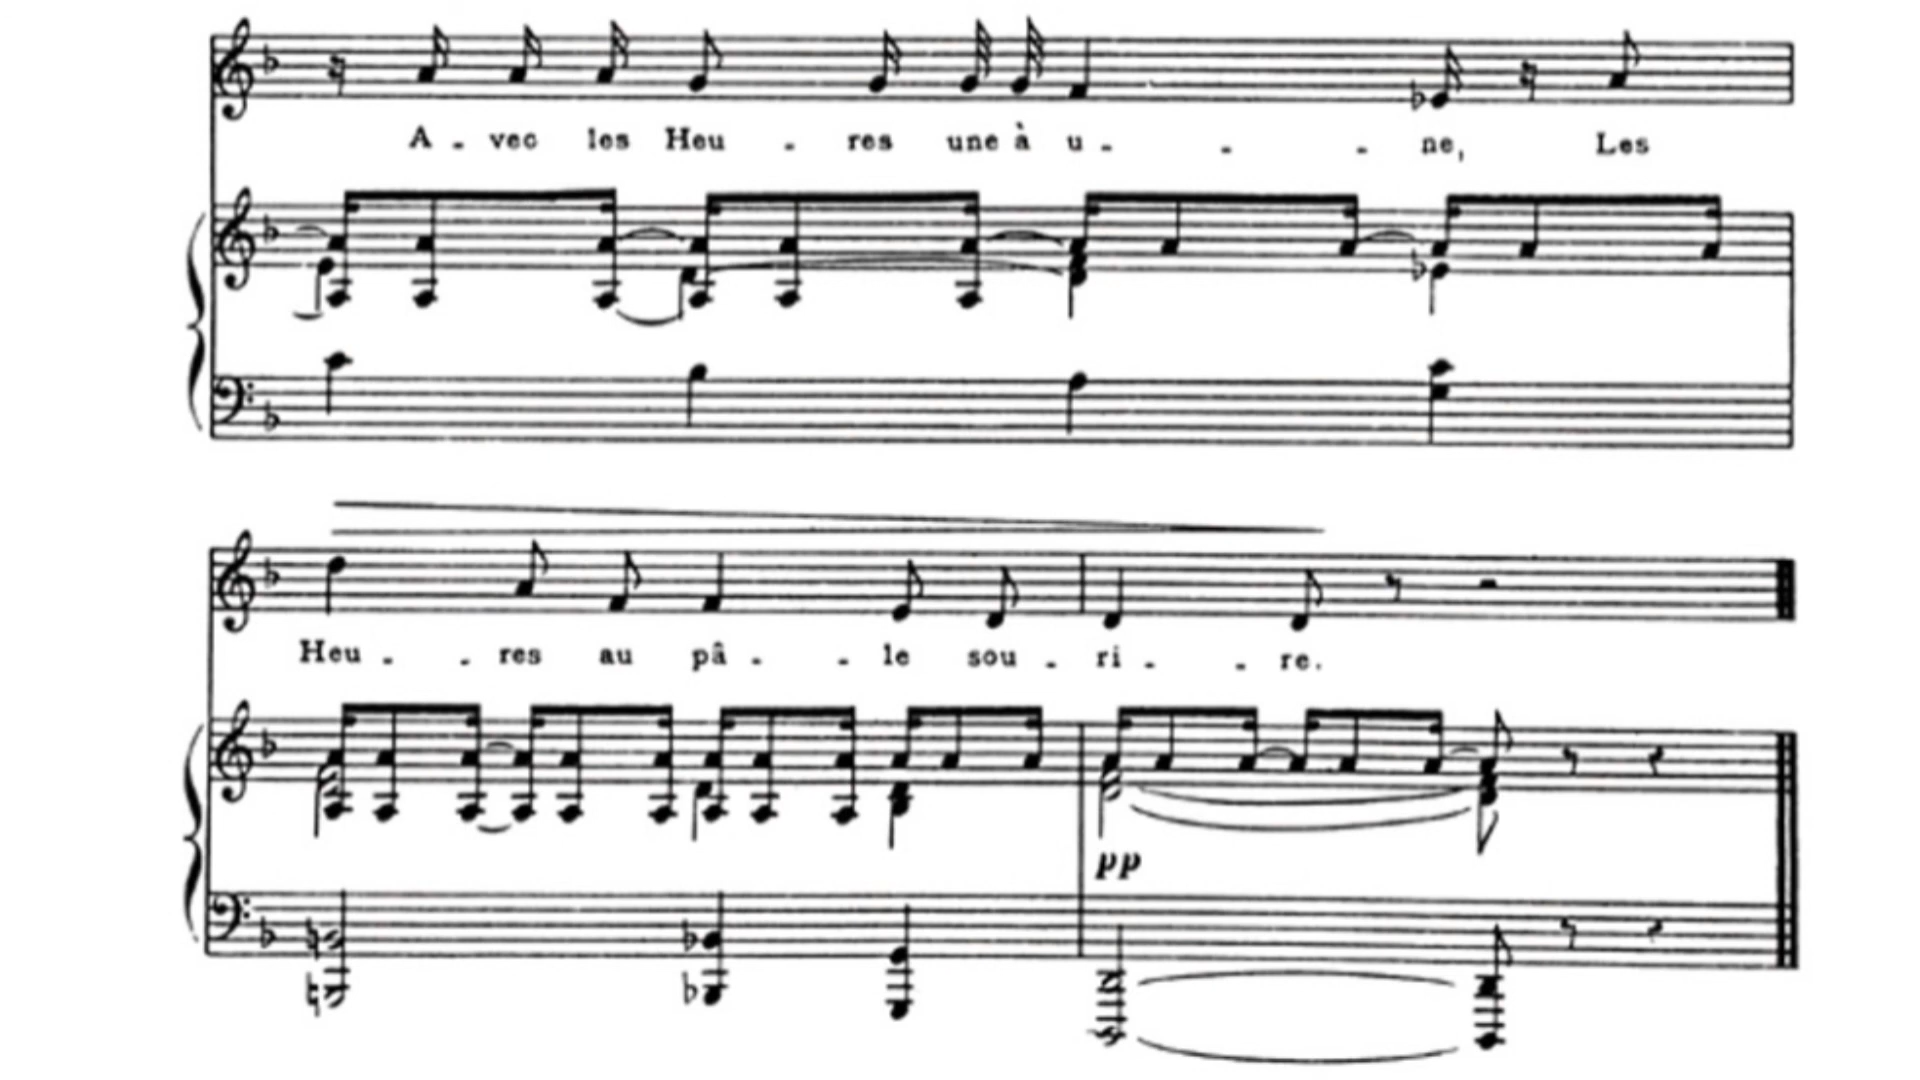 A - vec les Heu - res une à u - - - ne, Les
Heu - - res au pâ - - le sou - ri - - re.
pp